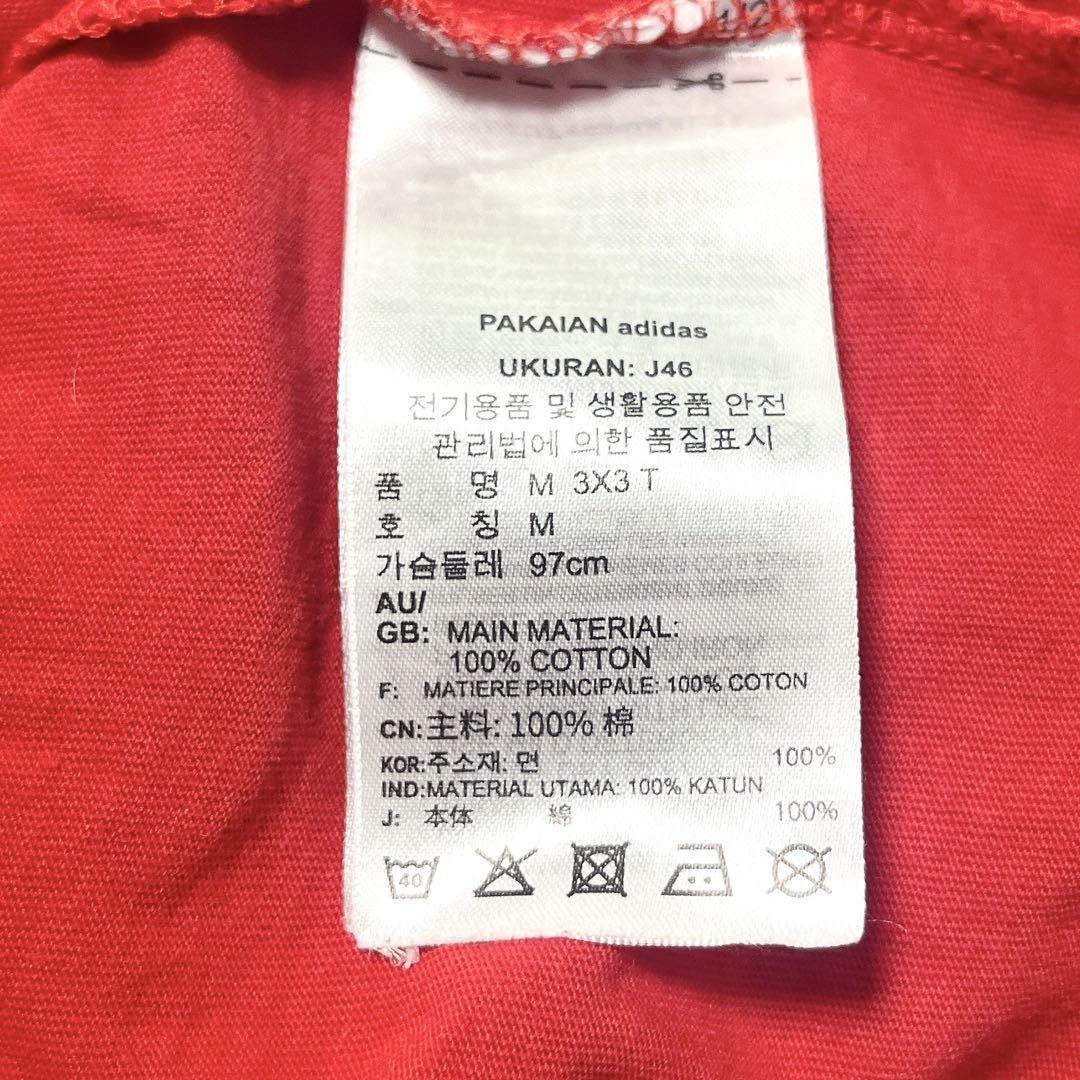 PAKAIAN adidas
UKURAN: J46
전기용품 및 생활용품 안전
관리법에 의한 품질표시
품 명 M 3X3 T
호 칭 M
가슴둘레 97cm
AU/
GB: MAIN MATERIAL:
100% COTTON
F: MATIERE PRINCIPALE: 100% COTON
CN: 主料: 100% 棉
KOR:주소재: 면 100%
IND:MATERIAL UTAMA: 100% KATUN
J: 本体 綿 100%
40